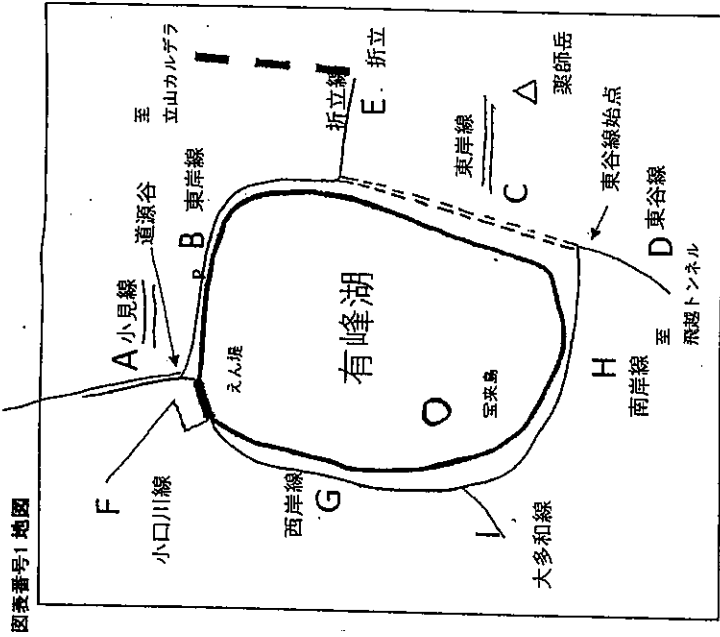 図表番号1 地図
至
立山カルデラ
折立線
E
折立
東岸線
道源谷
B
P
A
小見線
えん堤
有峰湖
東岸線
C
薬師岳
東谷線始点
D
東谷線
至
飛越トンネル
F
小口川線
西岸線
G
宝来島
H
南岸線
I
大多和線